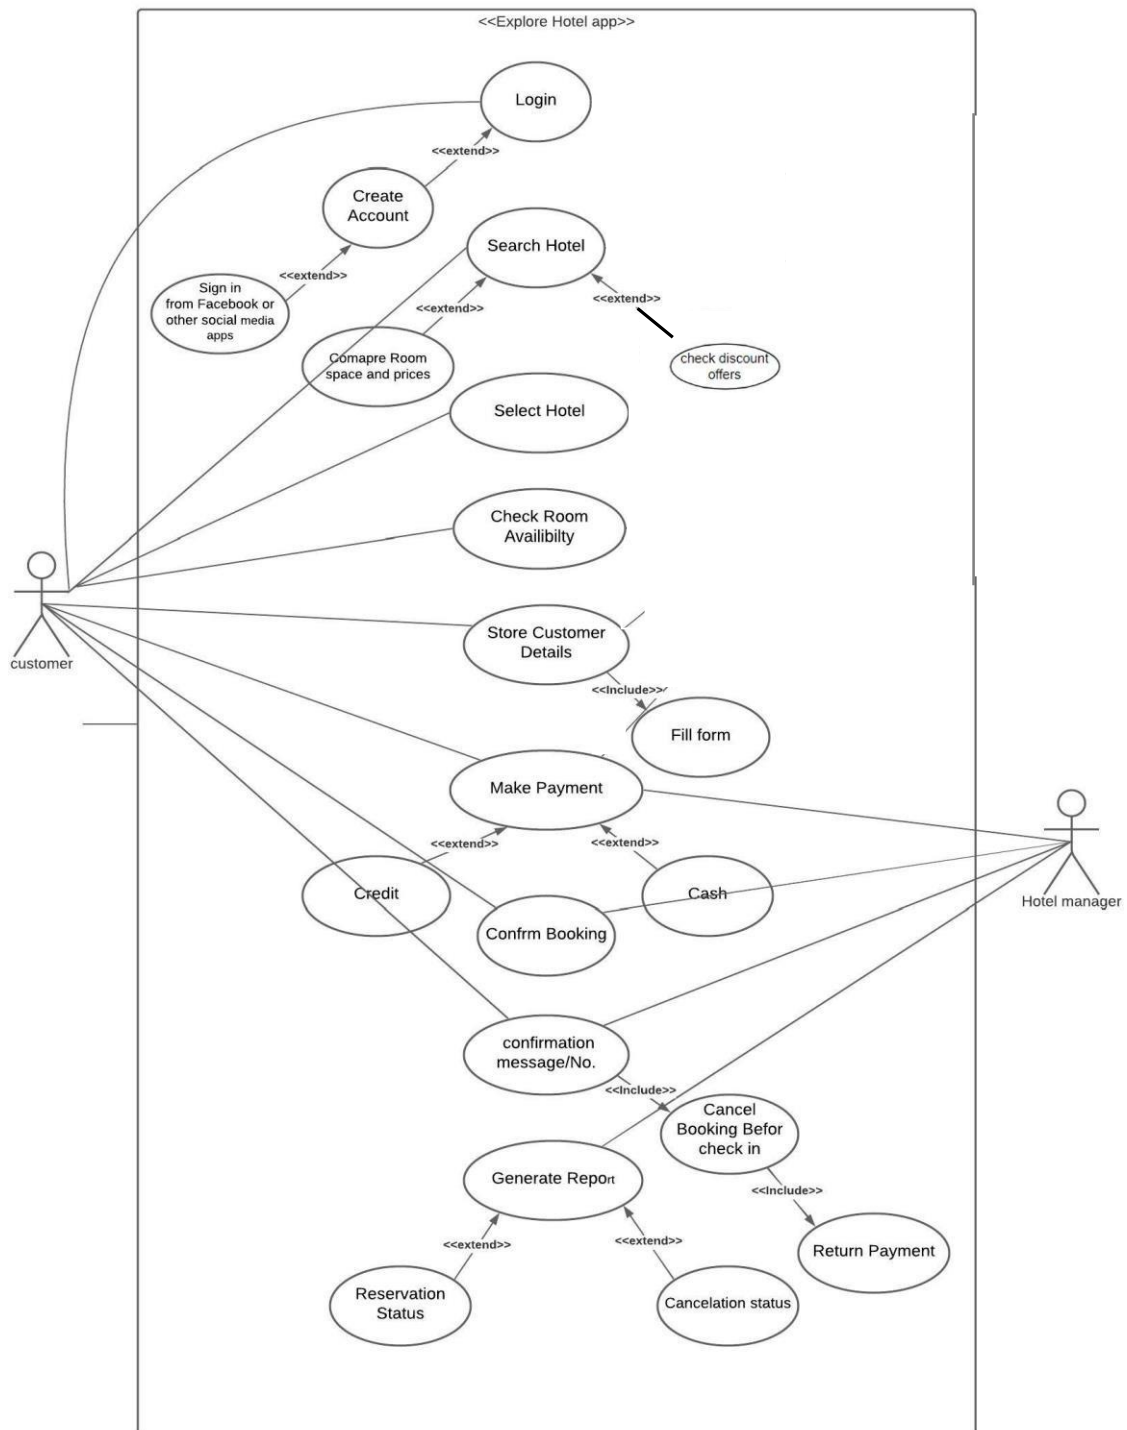 <<Explore Hotel app>>
Login
<<extend>>
Create
Account
Search Hotel
<<extend>>
Sign in
from Facebook or
other social media
apps
<<extend>>
<<extend>>
Comapre Room
space and prices
check discount
offers
Select Hotel
Check Room
Availibilty
customer
Store Customer
Details
<<Include>>
Fill form
Make Payment
<<extend>>
<<extend>>
Credit
Cash
Hotel manager
Confrm Booking
confirmation
message/No.
<<Include>>
Cancel
Booking Befor
check in
Generate Report
<<Include>>
<<extend>>
<<extend>>
Return Payment
Reservation
Status
Cancelation status